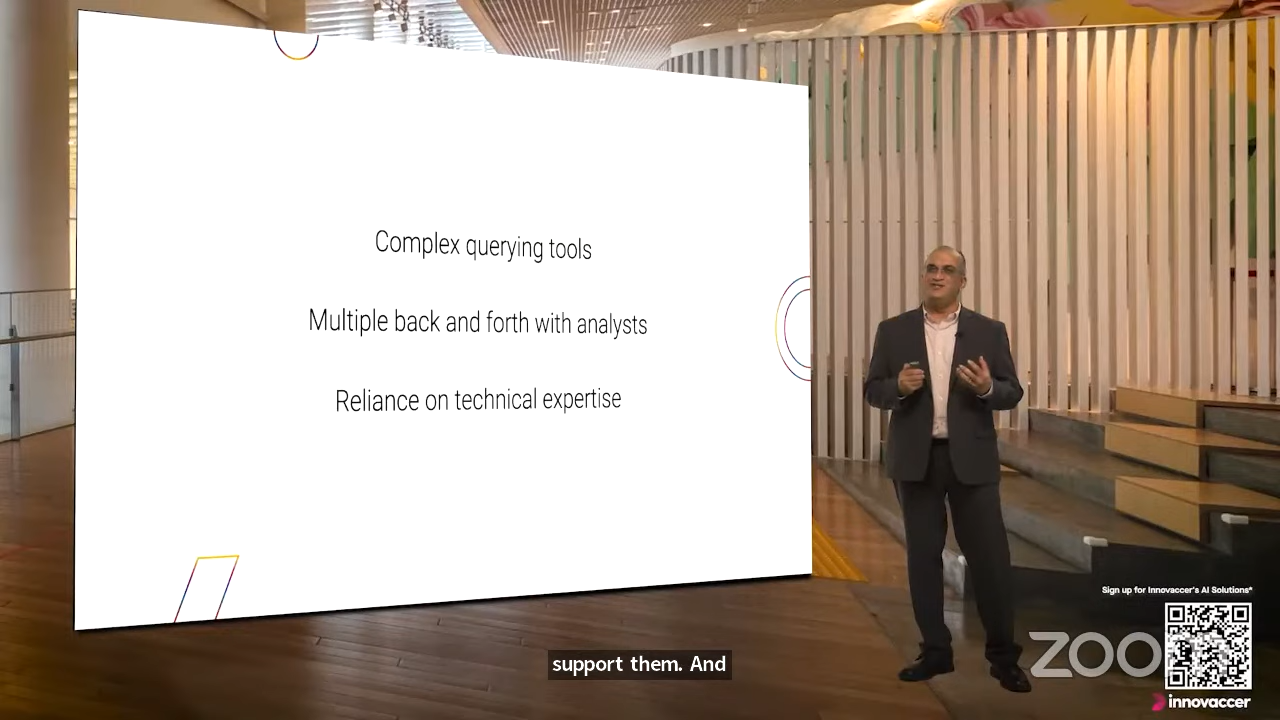 Complex querying tools
Multiple back and forth with analysts
Reliance on technical expertise
support them. And
Sign up for Innovaccer's AI Solutions*
zoom
innovaccer